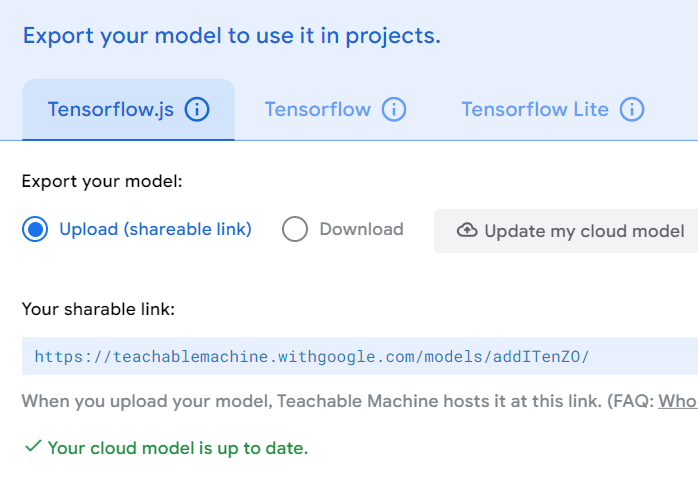 Export your model to use it in projects.
Tensorflow.js Tensorflow Tensorflow Lite
Export your model:
Upload (shareable link) Download Update my cloud model
Your sharable link:
https://teachablemachine.withgoogle.com/models/addITenZO/
When you upload your model, Teachable Machine hosts it at this link. (FAQ: Who
Your cloud model is up to date.